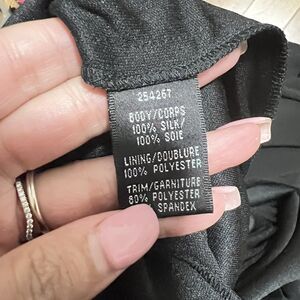 254267
BODY/CORPS
100% SILK/
100% SOIE
LINING/DOUBLURE
100% POLYESTER
TRIM/GARNITURE
80% POLYESTER
SPANDEX